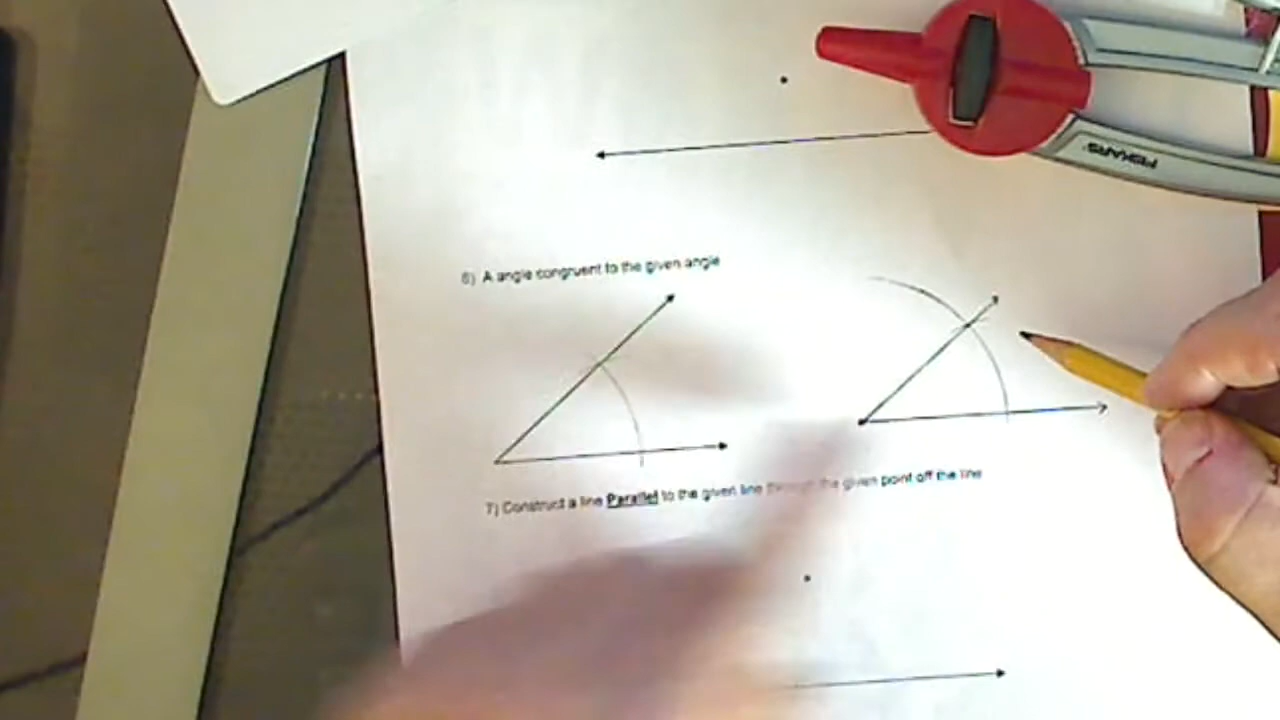 FISKARS
6) A angle congruent to the given angle
7) Construct a line Parallel to the given line through the given point off the line